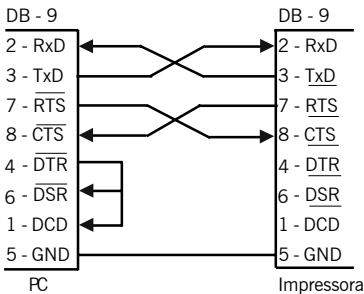 DB - 9
2 - RxD
3 - TxD
7 - RTS
8 - CTS
4 - DTR
6 - DSR
1 - DCD
5 - GND
PC
DB - 9
2 - RxD
3 - TxD
7 - RTS
8 - CTS
4 - DTR
6 - DSR
1 - DCD
5 - GND
Impressora